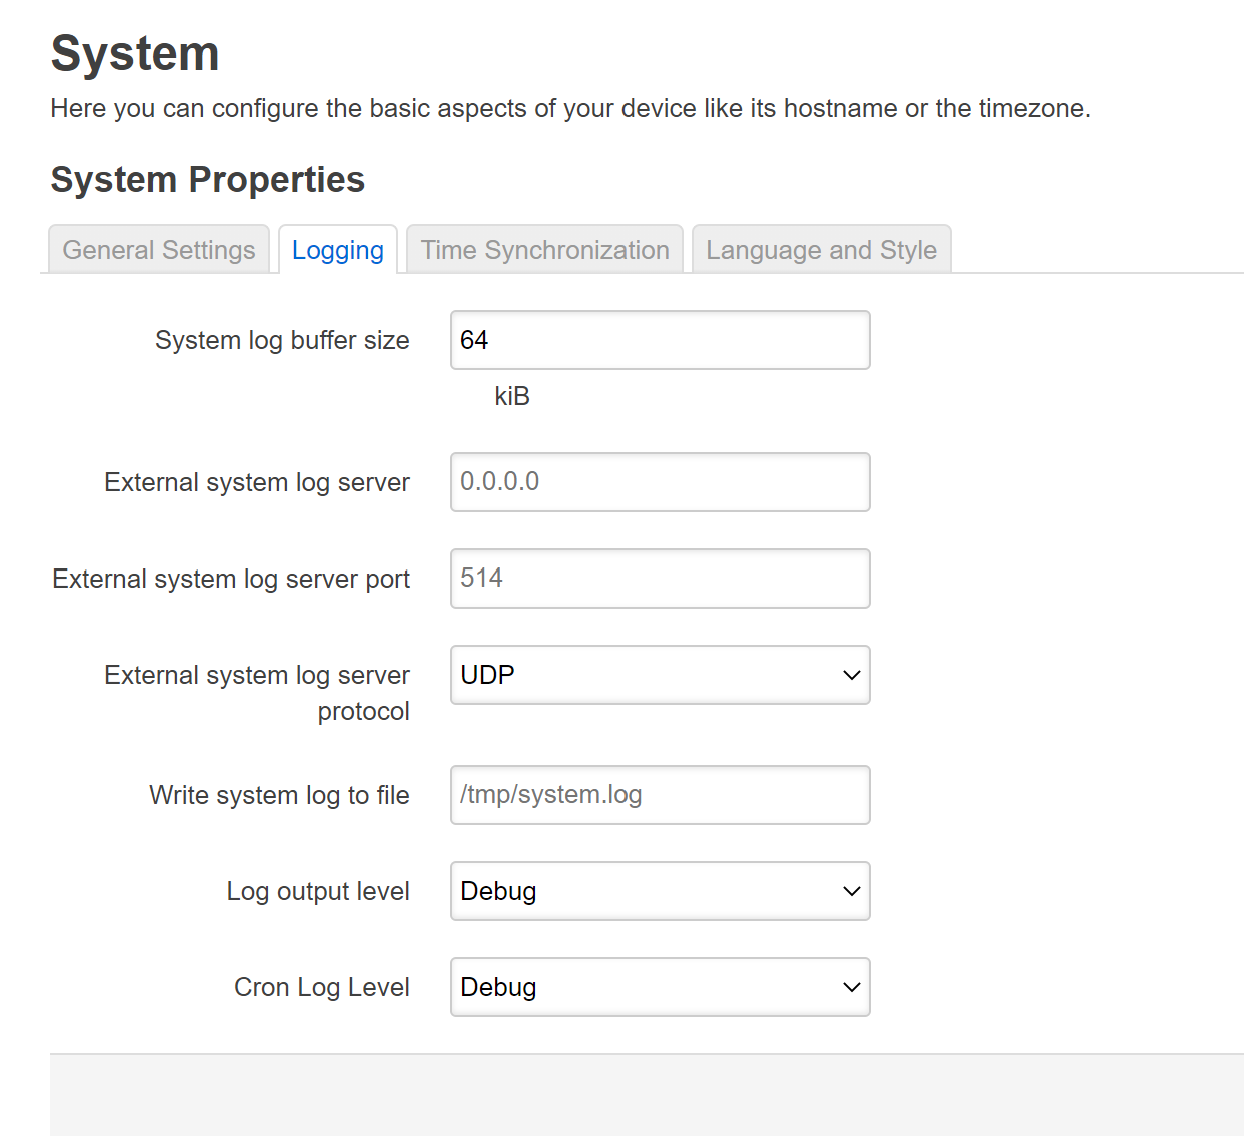 System
Here you can configure the basic aspects of your device like its hostname or the timezone.
System Properties
General Settings Logging Time Synchronization Language and Style
System log buffer size 64
kiB
External system log server 0.0.0.0
External system log server port 514
External system log server protocol UDP
Write system log to file /tmp/system.log
Log output level Debug
Cron Log Level Debug